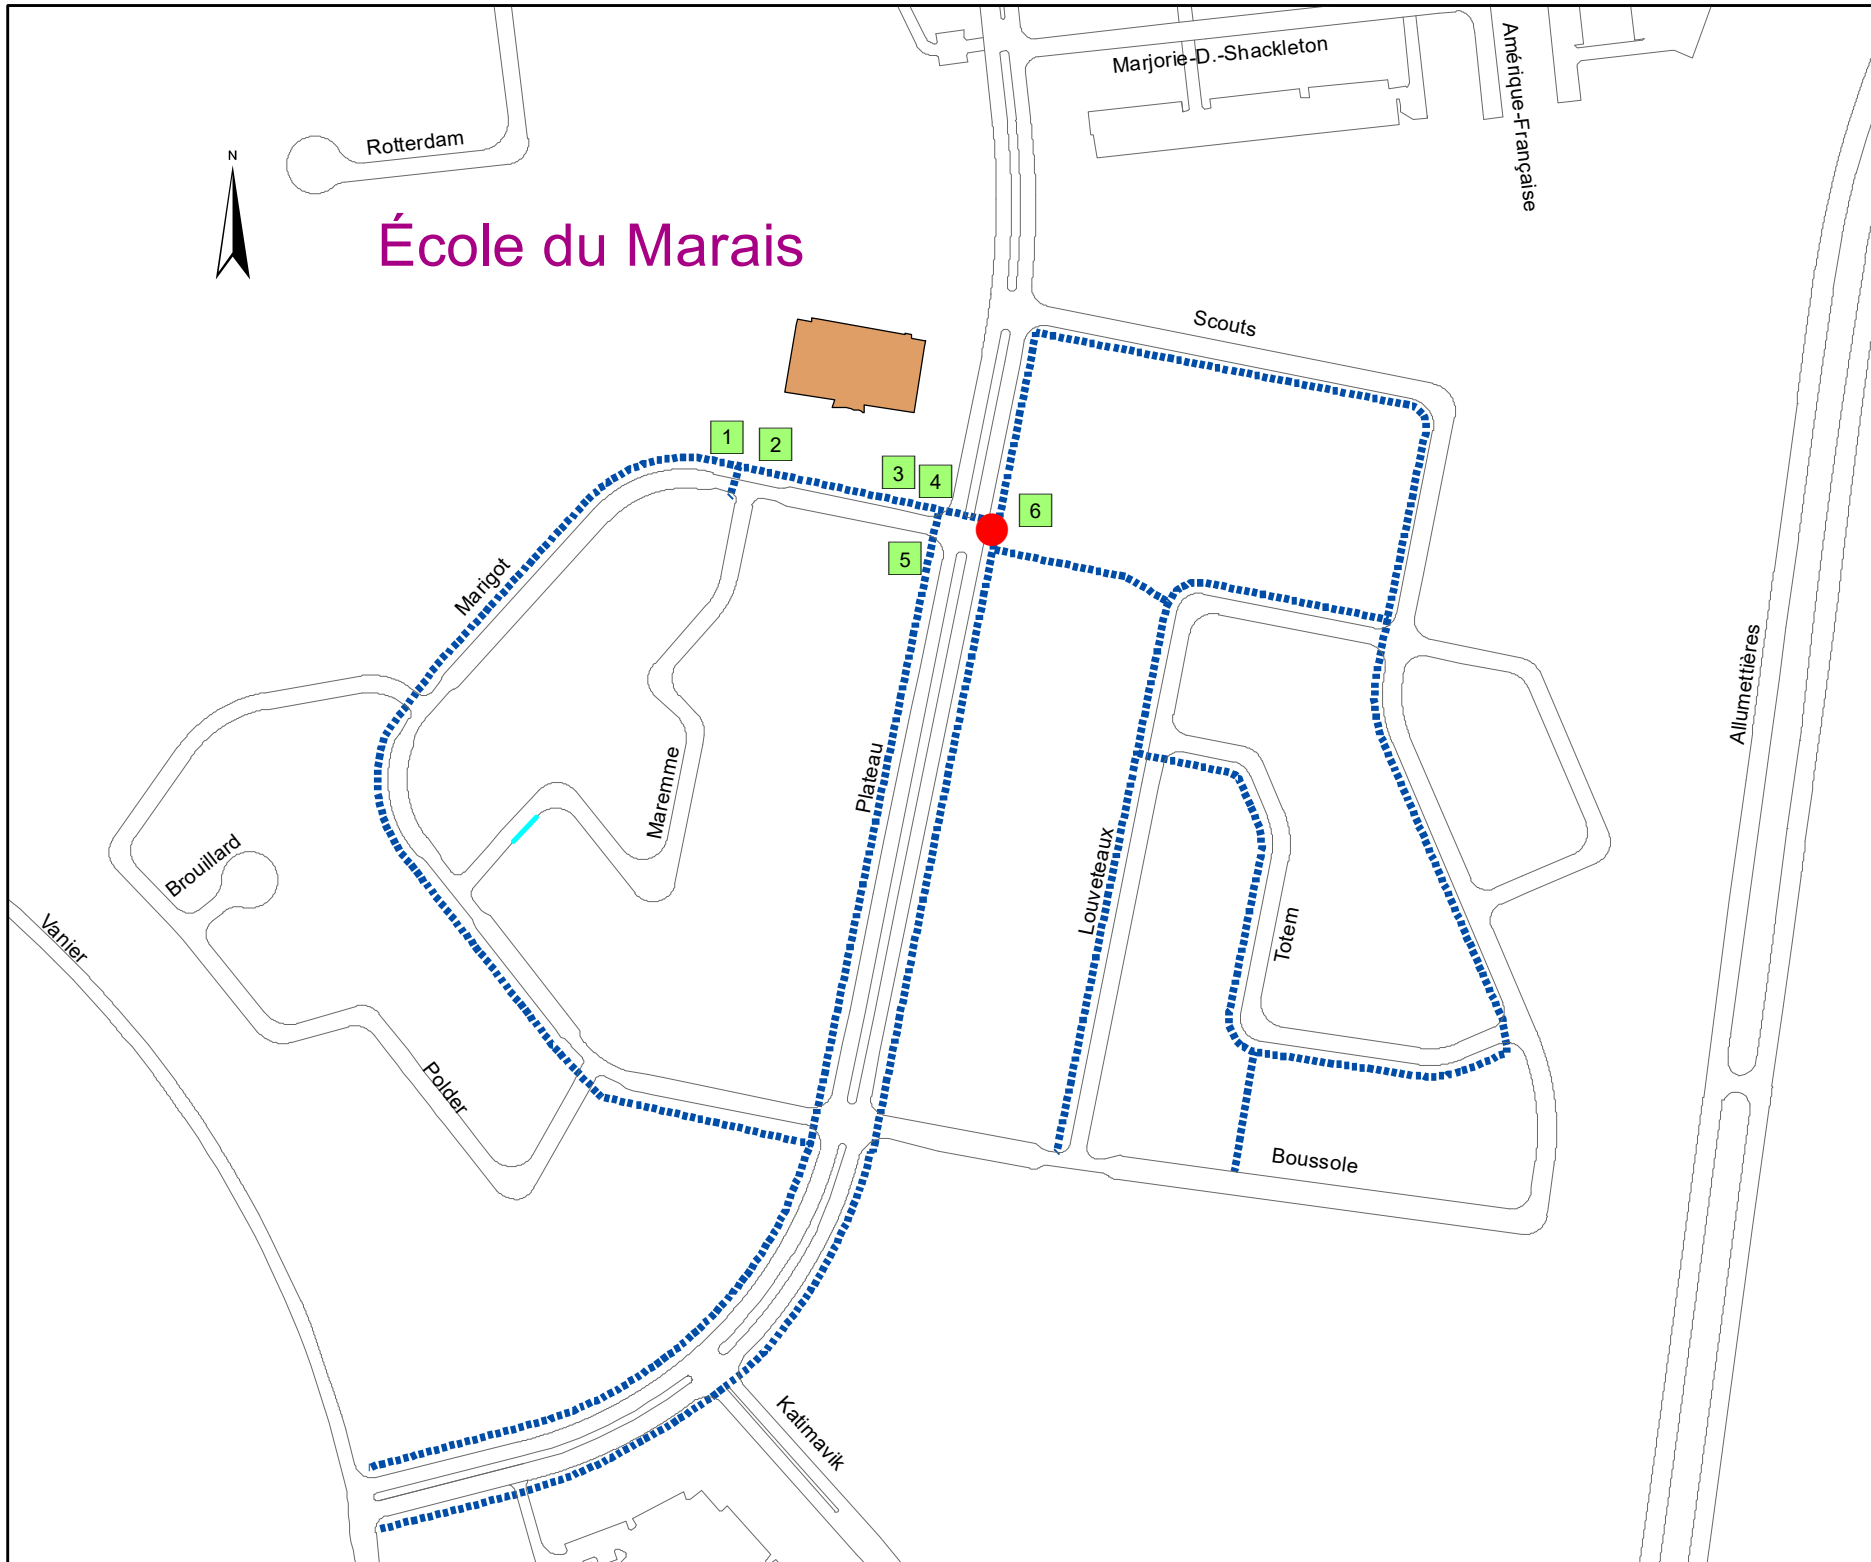 Marjorie-D.-Shackleton
Amérique-Française
Rotterdam
N
École du Marais
Scouts
1
2
3
4
6
5
Marigot
Allumettières
Maremme
Plateau
Louveteaux
Brouillard
Totem
Vanier
Polder
Boussole
Katimavik